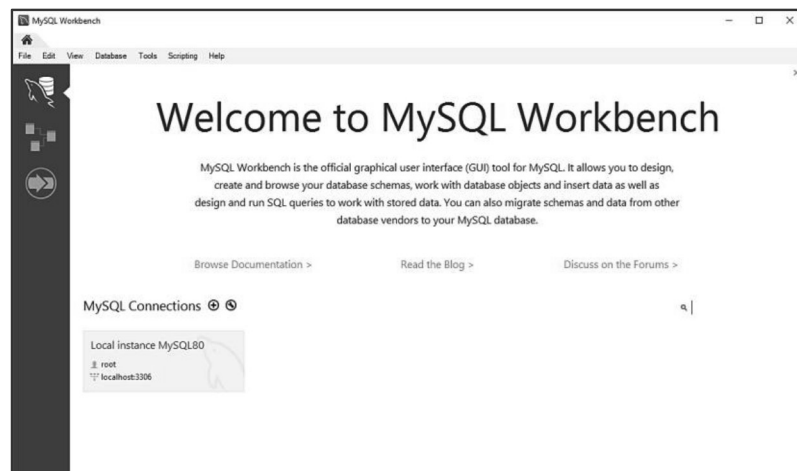 MySQL Workbench
File Edit View Database Tools Scripting Help
Welcome to MySQL Workbench
MySQL Workbench is the official graphical user interface (GUI) tool for MySQL. It allows you to design,
create and browse your database schemas, work with database objects and insert data as well as
design and run SQL queries to work with stored data. You can also migrate schemas and data from other
database vendors to your MySQL database.
Browse Documentation > Read the Blog > Discuss on the Forums >
MySQL Connections
Local instance MySQL80
root
localhost:3306